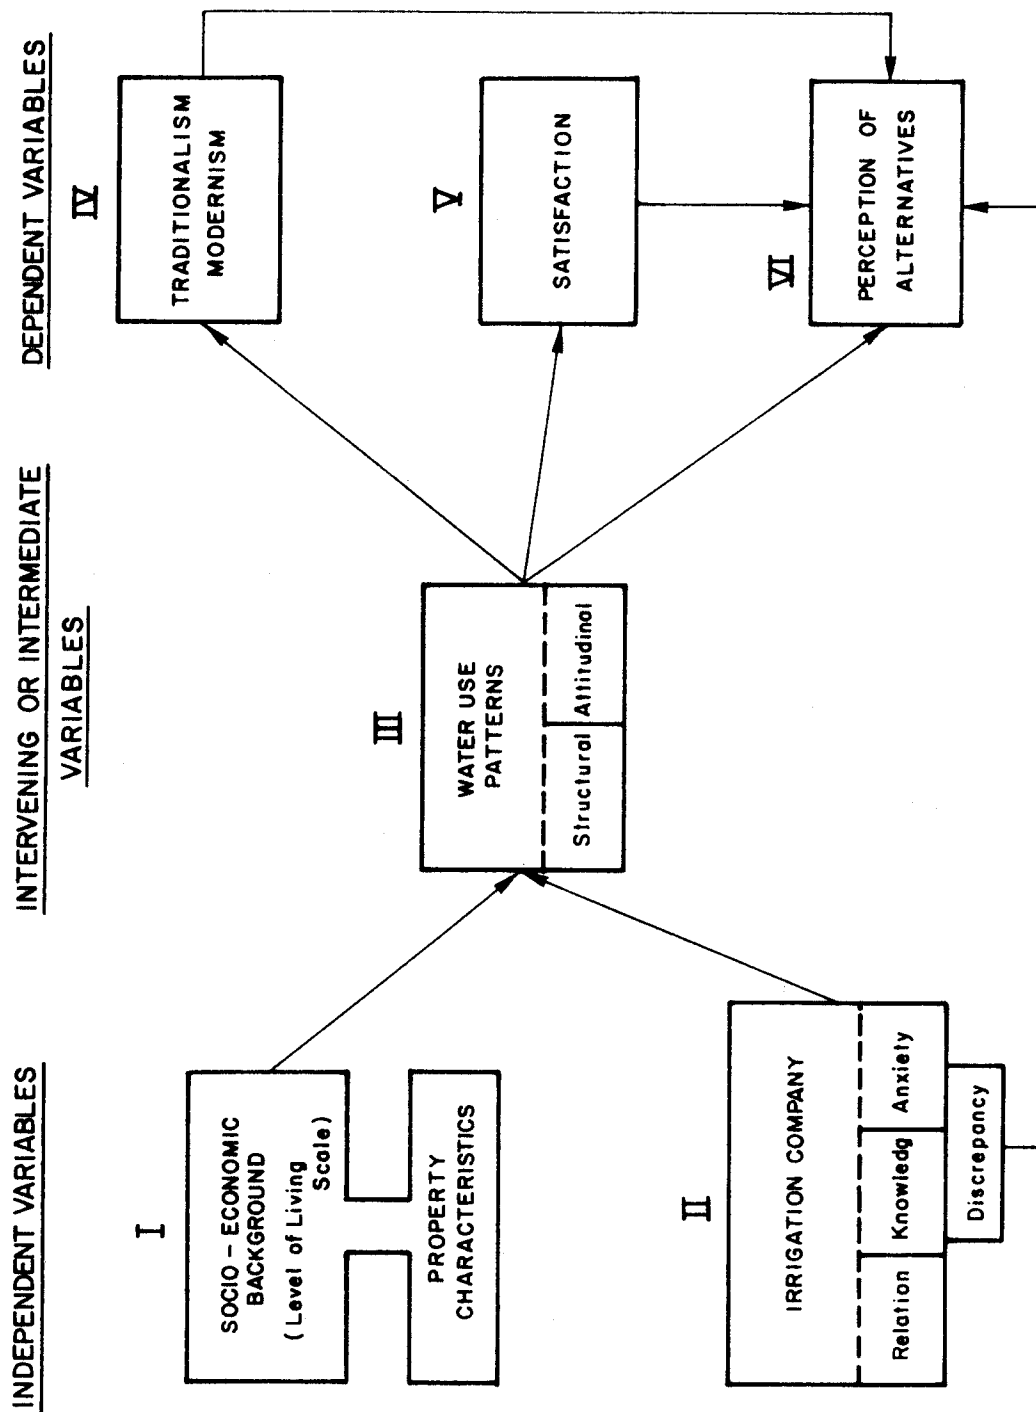 INDEPENDENT VARIABLES
I
SOCIO-ECONOMIC
BACKGROUND
(Level of Living
Scale)
PROPERTY
CHARACTERISTICS
II
IRRIGATION COMPANY
Relation
Knowledg
Anxiety
Discrepancy
INTERVENING OR INTERMEDIATE
VARIABLES
III
WATER USE
PATTERNS
Structural
Attitudinal
DEPENDENT VARIABLES
IV
TRADITIONALISM
MODERNISM
V
SATISFACTION
VI
PERCEPTION OF
ALTERNATIVES